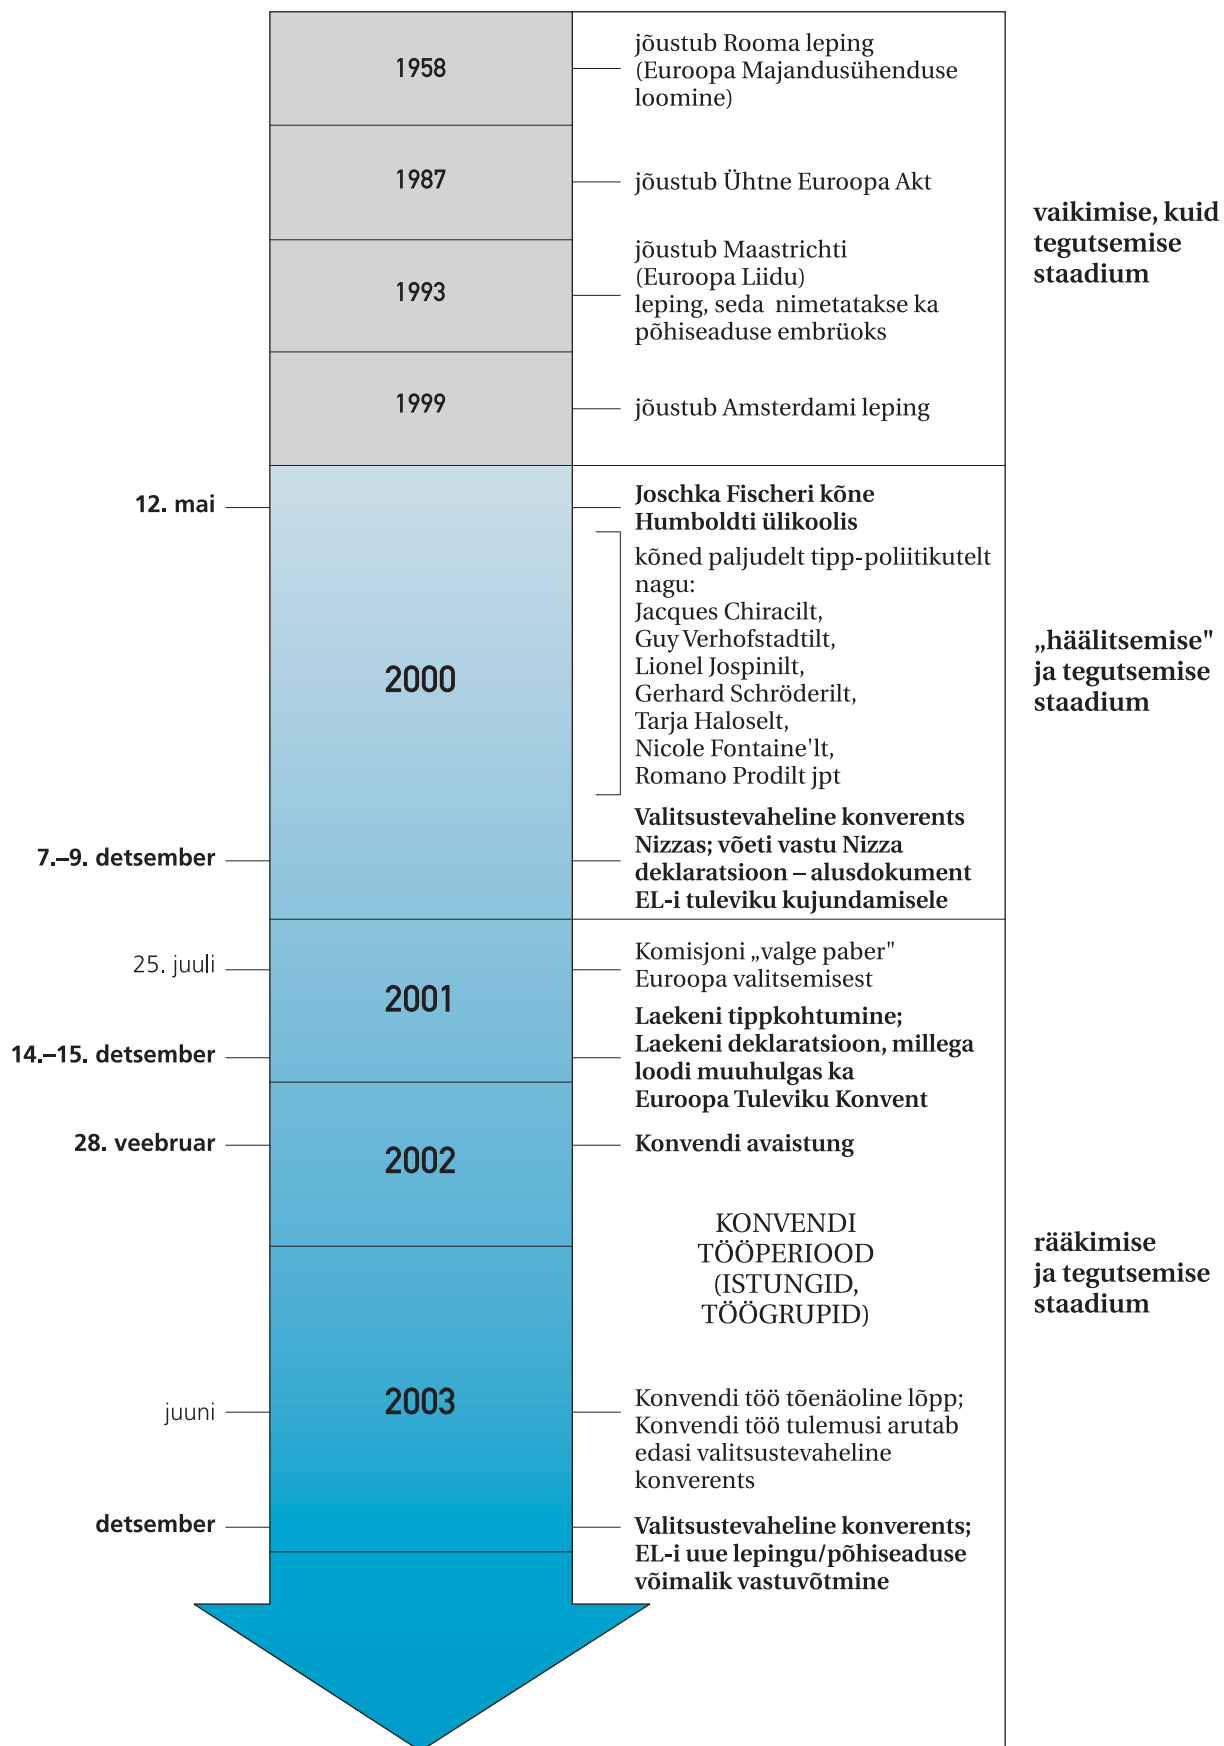 1958
jõustub Rooma leping
(Euroopa Majandusühenduse
loomine)
1987
jõustub Ühtne Euroopa Akt
1993
jõustub Maastrichti
(Euroopa Liidu)
leping, seda nimetatakse ka
põhiseaduse embrüoks
1999
jõustub Amsterdami leping
vaikimise, kuid
tegutsemise
staadium
12. mai
Joschka Fischeri kõne
Humboldti ülikoolis
2000
kõned paljudelt tipp-poliitikutelt
nagu:
Jacques Chiracilt,
Guy Verhofstadtilt,
Lionel Jospinilt,
Gerhard Schröderilt,
Tarja Haloselt,
Nicole Fontaine'lt,
Romano Prodilt jpt
7.–9. detsember
Valitsustevaheline konverents
Nizzas; võeti vastu Nizza
deklaratsioon – alusdokument
EL-i tuleviku kujundamisele
„häälitsemise"
ja tegutsemise
staadium
25. juuli
Komisjoni „valge paber"
Euroopa valitsemisest
2001
14.–15. detsember
Laekeni tippkohtumine;
Laekeni deklaratsioon, millega
loodi muuhulgas ka
Euroopa Tuleviku Konvent
28. veebruar
2002
Konvendi avaistung
KONVENDI
TÖÖPERIOOD
(ISTUNGID,
TÖÖGRUPID)
rääkimise
ja tegutsemise
staadium
2003
juuni
Konvendi töö tõenäoline lõpp;
Konvendi töö tulemusi arutab
edasi valitsustevaheline
konverents
detsember
Valitsustevaheline konverents;
EL-i uue lepingu/põhiseaduse
võimalik vastuvõtmine